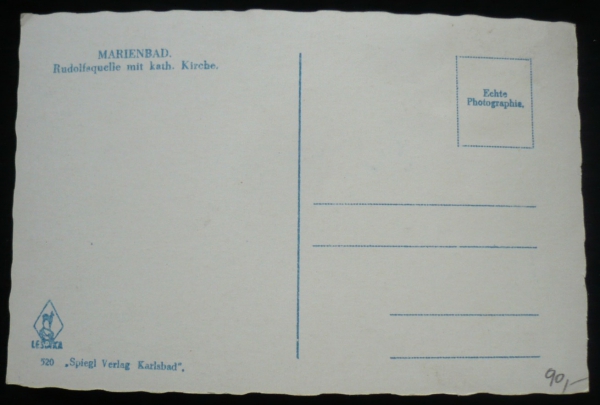 MARIENBAD.
Rudolfsquelle mit kath. Kirche.
Echte
Photographie.
520 „Spiegl Verlag Karlsbad”.
90,-